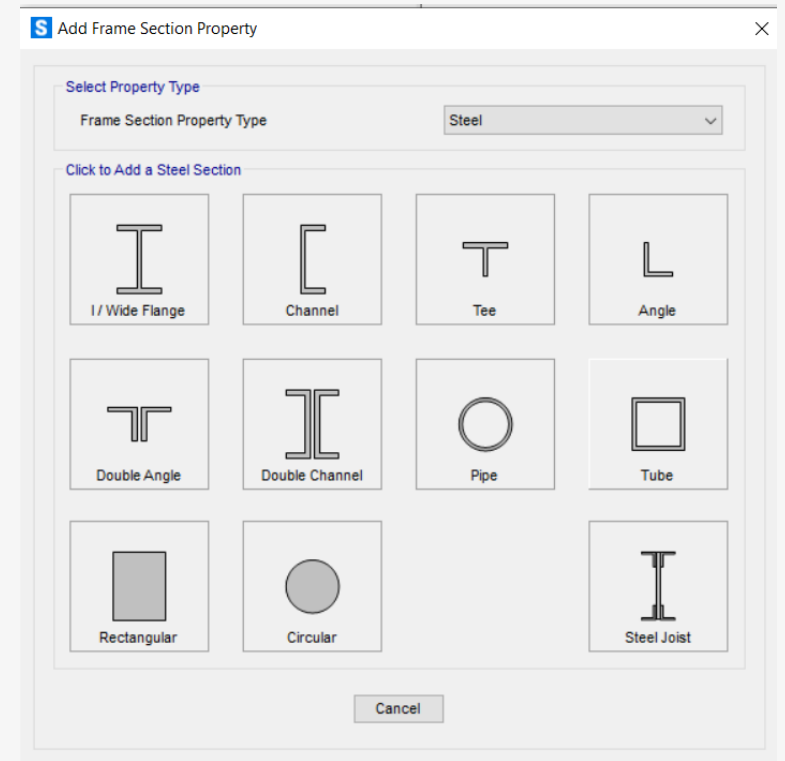 S Add Frame Section Property
Select Property Type
Frame Section Property Type Steel
Click to Add a Steel Section
I / Wide Flange Channel Tee Angle
Double Angle Double Channel Pipe Tube
Rectangular Circular Steel Joist
Cancel